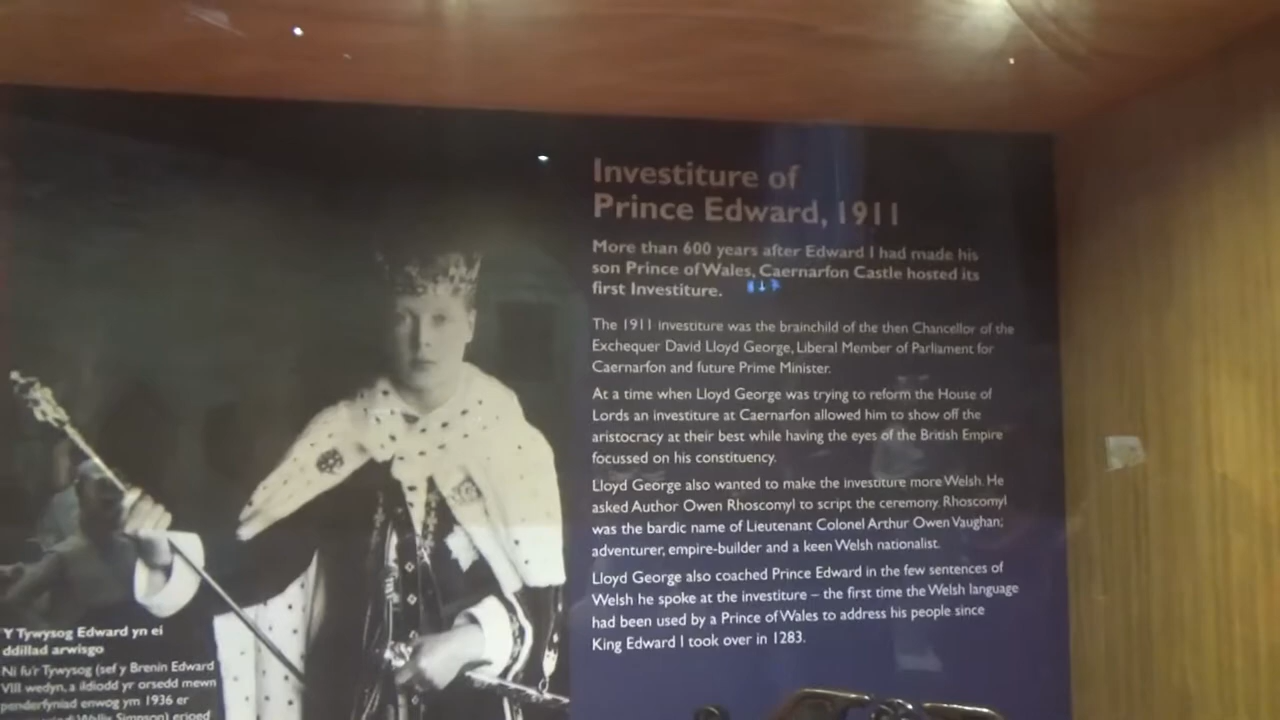 Investiture of
Prince Edward, 1911
More than 600 years after Edward I had made his
son Prince of Wales, Caernarfon Castle hosted its
first Investiture.
The 1911 investiture was the brainchild of the then Chancellor of the
Exchequer David Lloyd George, Liberal Member of Parliament for
Caernarfon and future Prime Minister.
At a time when Lloyd George was trying to reform the House of
Lords an investiture at Caernarfon allowed him to show off the
aristocracy at their best while having the eyes of the British Empire
focussed on his constituency.
Lloyd George also wanted to make the investiture more Welsh. He
asked Author Owen Rhoscomyl to script the ceremony. Rhoscomyl
was the bardic name of Lieutenant Colonel Arthur Owen Vaughan;
adventurer, empire-builder and a keen Welsh nationalist.
Lloyd George also coached Prince Edward in the few sentences of
Welsh he spoke at the investiture – the first time the Welsh language
had been used by a Prince of Wales to address his people since
King Edward I took over in 1283.
Y Tywysog Edward yn ei
ddillad arwisgo
Ni fu'r Tywysog (sef y Brenin Edward
VIII wedyn, a ildiodd yr orsedd mewn
penderfyniad enwog ym 1936 er
Wallis Simpson) erioed